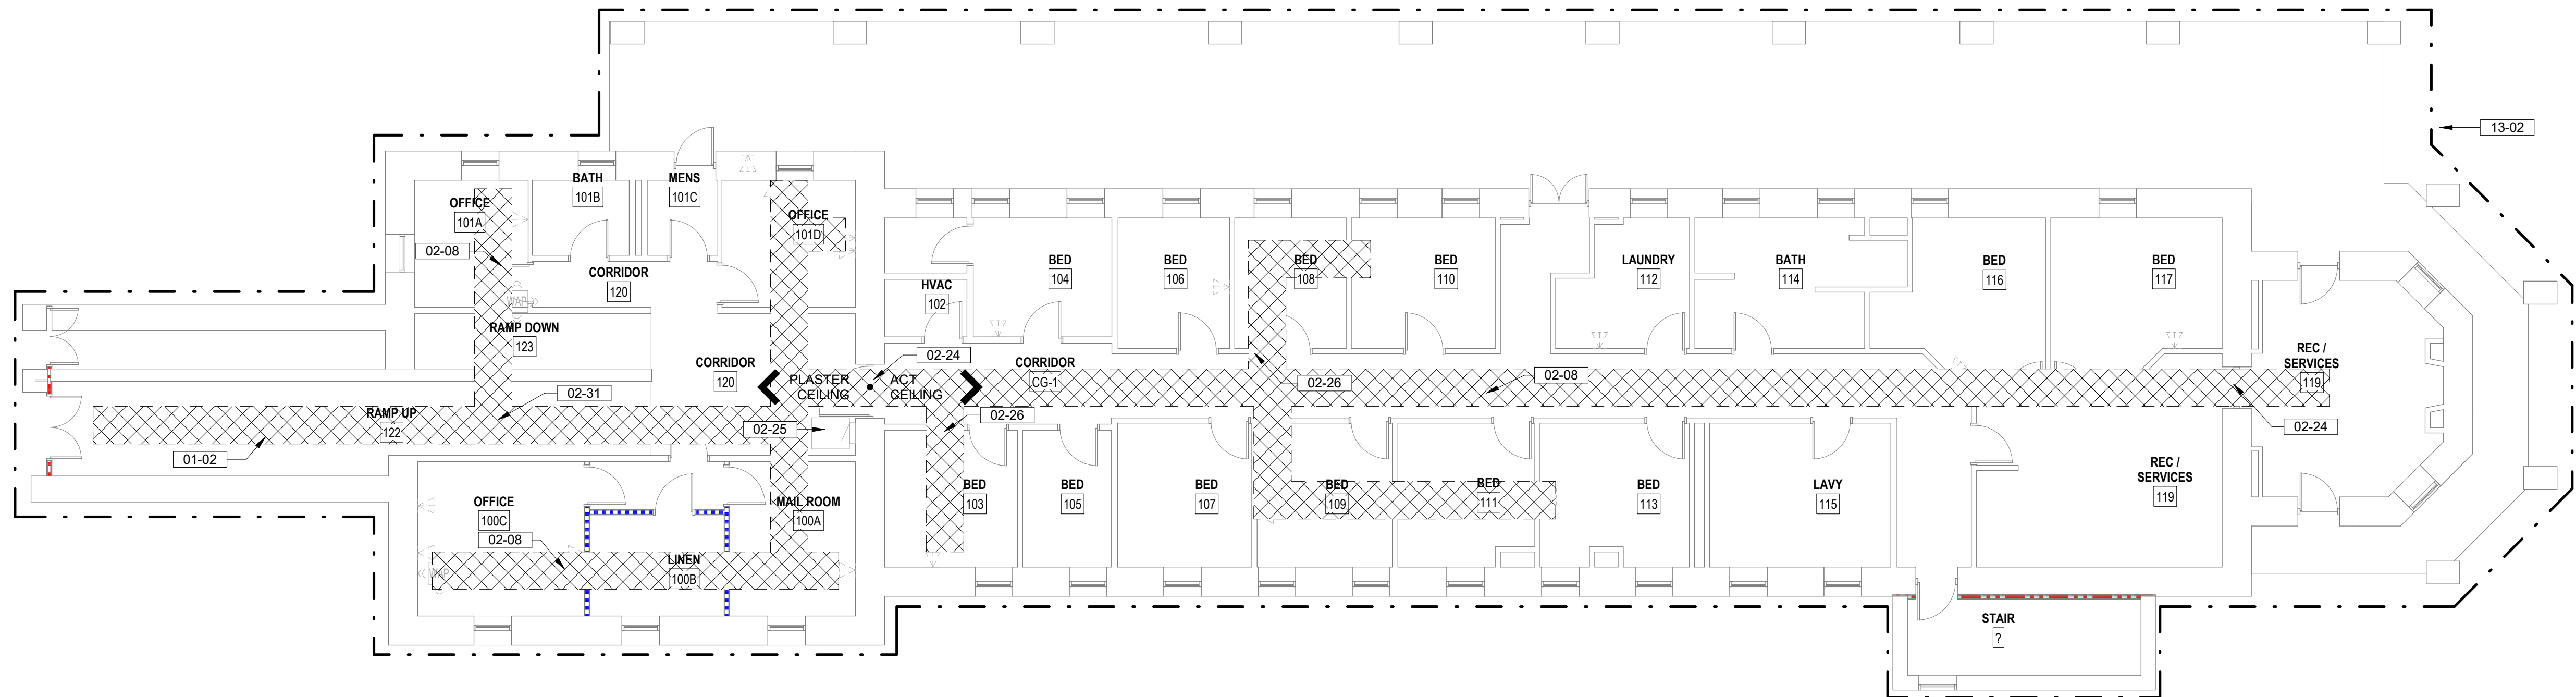 13-02
BATH
101B
MENS
101C
OFFICE
101A
OFFICE
101D
02-08
CORRIDOR
120
WAP
BED
104
BED
106
BED
108
BED
110
LAUNDRY
112
BATH
114
BED
116
BED
117
HVAC
102
RAMP DOWN
123
CORRIDOR
120
02-24
CORRIDOR
CG-1
PLASTER
CEILING
ACT
CEILING
02-26
02-08
REC /
SERVICES
119
02-31
02-26
02-25
02-24
RAMP UP
122
01-02
OFFICE
100C
02-08
MAIL ROOM
100A
LINEN
100B
WAP
BED
103
BED
105
BED
107
BED
109
BED
111
BED
113
LAVY
115
REC /
SERVICES
119
STAIR
?